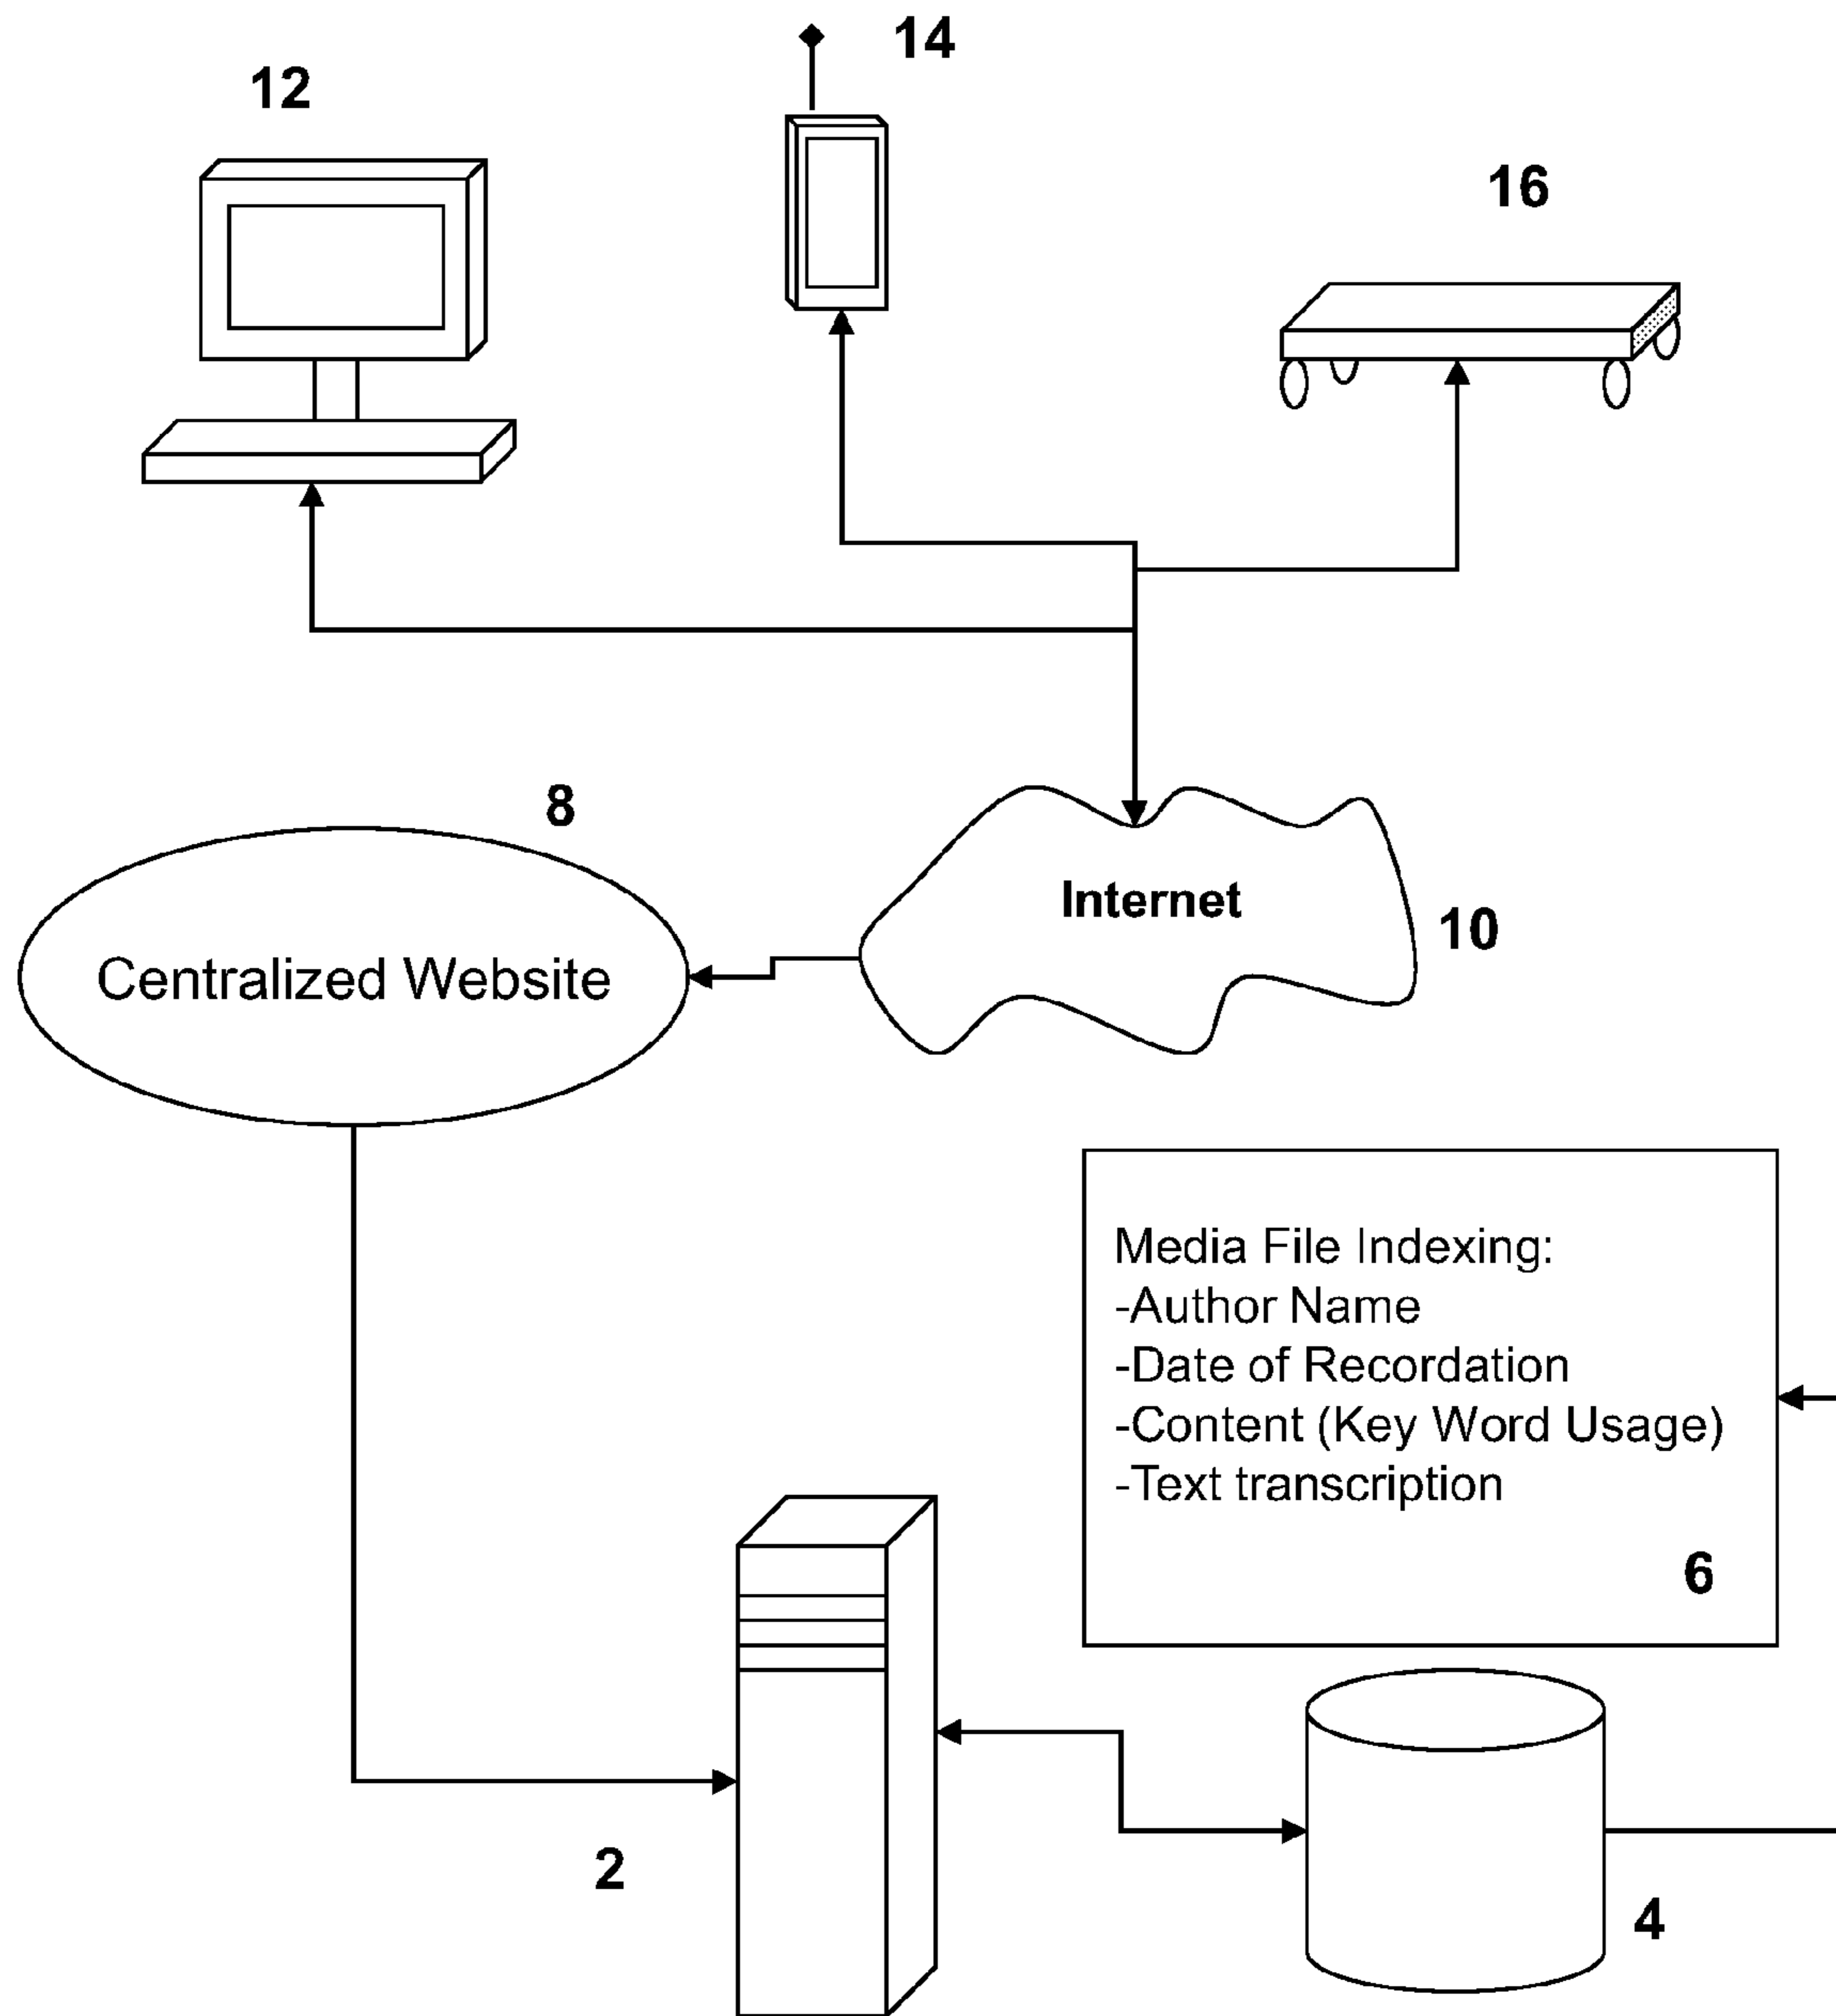 14
12
16
8
Internet
10
Centralized Website
Media File Indexing:
-Author Name
-Date of Recordation
-Content (Key Word Usage)
-Text transcription
6
2
4